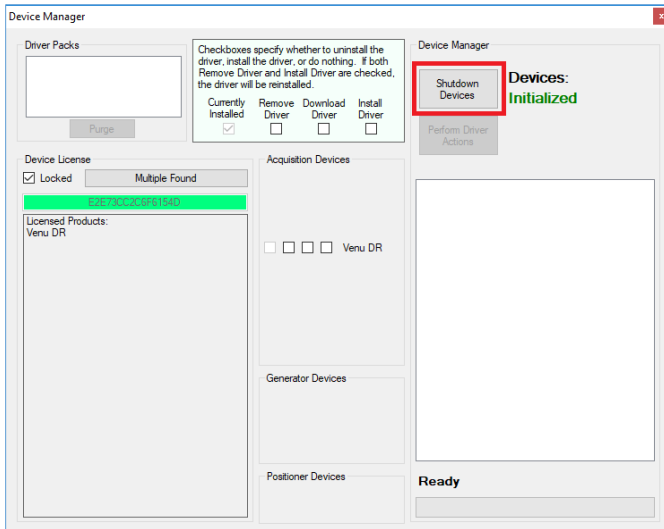 Device Manager
x
Driver Packs
Purge
Checkboxes specify whether to uninstall the
driver, install the driver, or do nothing. If both
Remove Driver and Install Driver are checked,
the driver will be reinstalled.
Currently Remove Download Install
Installed Driver Driver Driver
Device Manager
Shutdown
Devices
Devices:
Initialized
Perform Driver
Actions
Device License
Locked Multiple Found
E2E73CC2C6F6154D
Licensed Products:
Venu DR
Acquisition Devices
Venu DR
Generator Devices
Positioner Devices
Ready